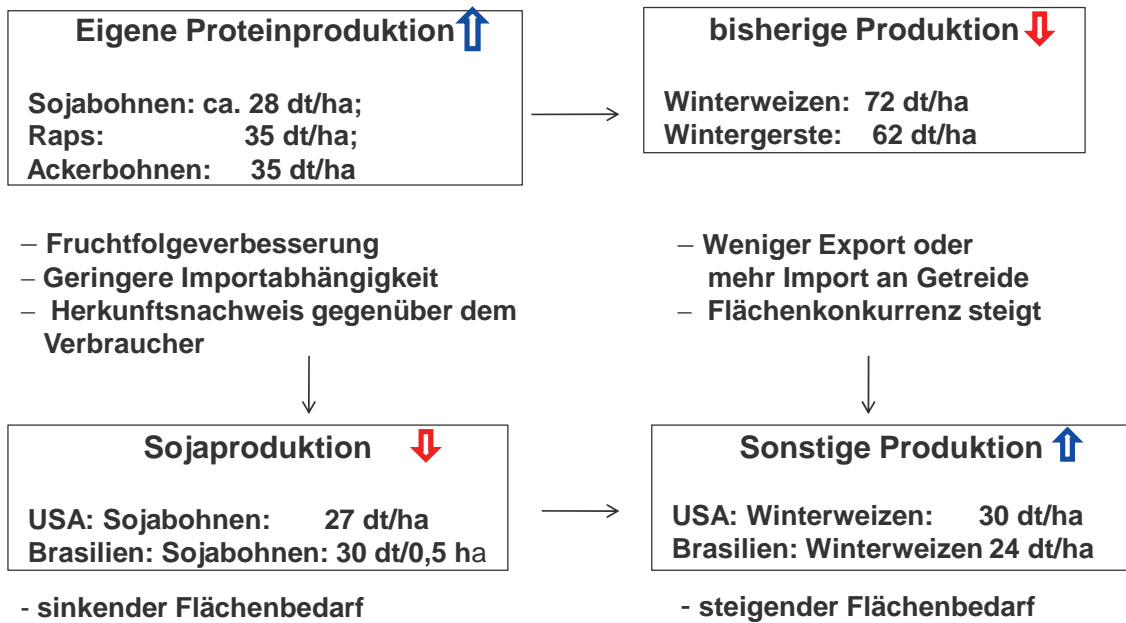 Eigene Proteinproduktion
Sojabohnen: ca. 28 dt/ha;
Raps: 35 dt/ha;
Ackerbohnen: 35 dt/ha
bisherige Produktion
Winterweizen: 72 dt/ha
Wintergerste: 62 dt/ha
– Fruchtfolgeverbesserung
– Geringere Importabhängigkeit
– Herkunftsnachweis gegenüber dem
Verbraucher
– Weniger Export oder
mehr Import an Getreide
– Flächenkonkurrenz steigt
Sojaproduktion
USA: Sojabohnen: 27 dt/ha
Brasilien: Sojabohnen: 30 dt/0,5 ha
- sinkender Flächenbedarf
Sonstige Produktion
USA: Winterweizen: 30 dt/ha
Brasilien: Winterweizen 24 dt/ha
- steigender Flächenbedarf